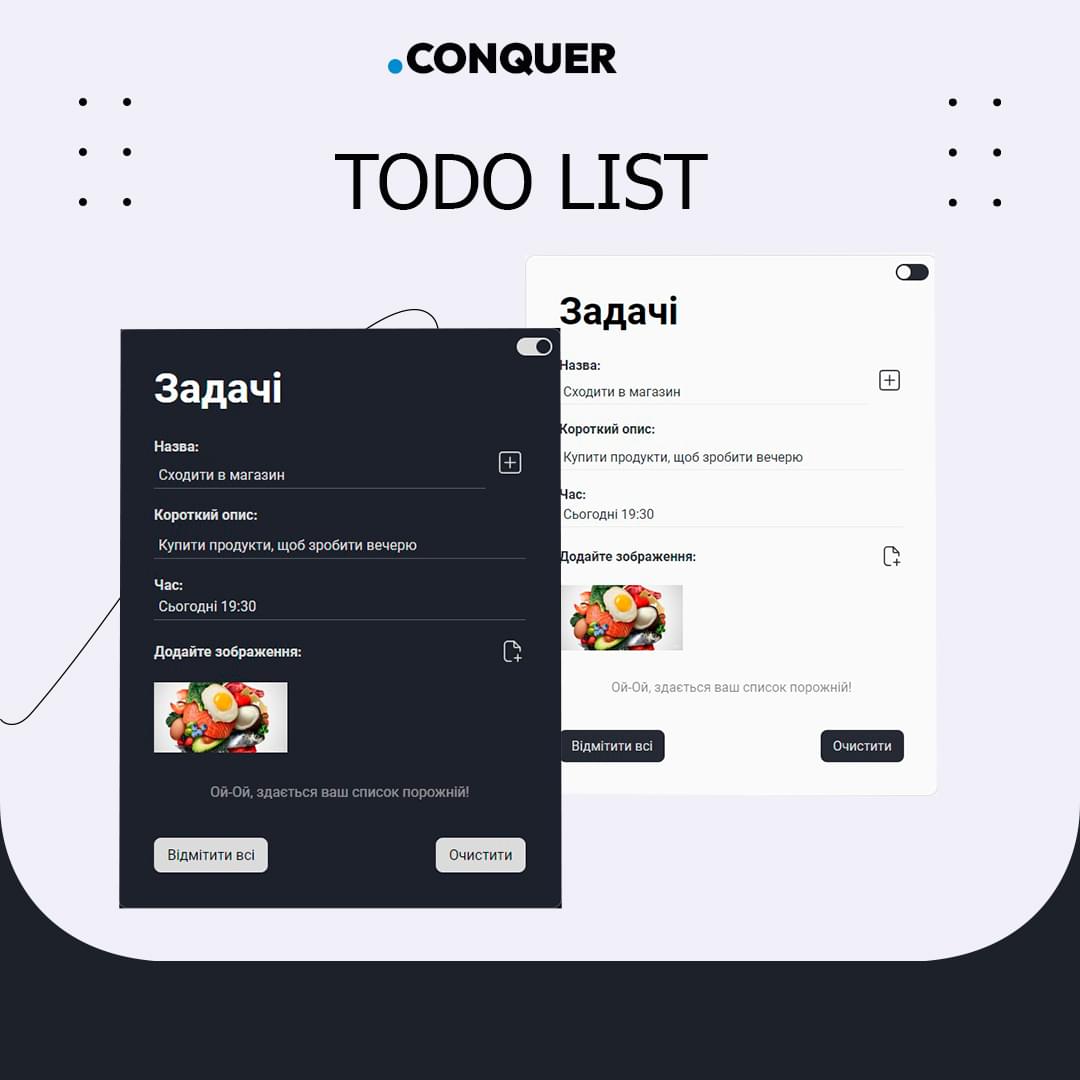 .CONQUER
TODO LIST
Задачі
Назва:
Сходити в магазин
Короткий опис:
Купити продукти, щоб зробити вечерю
Час:
Сьогодні 19:30
Додайте зображення:
Ой-Ой, здається ваш список порожній!
Відмітити всі
Очистити
Задачі
Назва:
Сходити в магазин
Короткий опис:
Купити продукти, щоб зробити вечерю
Час:
Сьогодні 19:30
Додайте зображення:
Ой-Ой, здається ваш список порожній!
Відмітити всі
Очистити